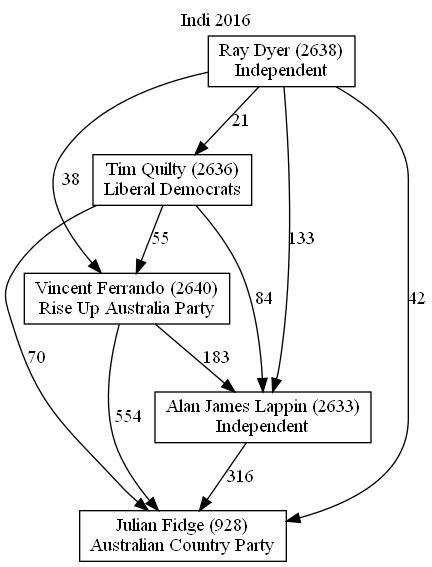 Indi 2016
Ray Dyer (2638)
Independent
21
Tim Quilty (2636)
Liberal Democrats
38
55
133
Vincent Ferrando (2640)
Rise Up Australia Party
84
42
70
183
Alan James Lappin (2633)
Independent
554
316
Julian Fidge (928)
Australian Country Party